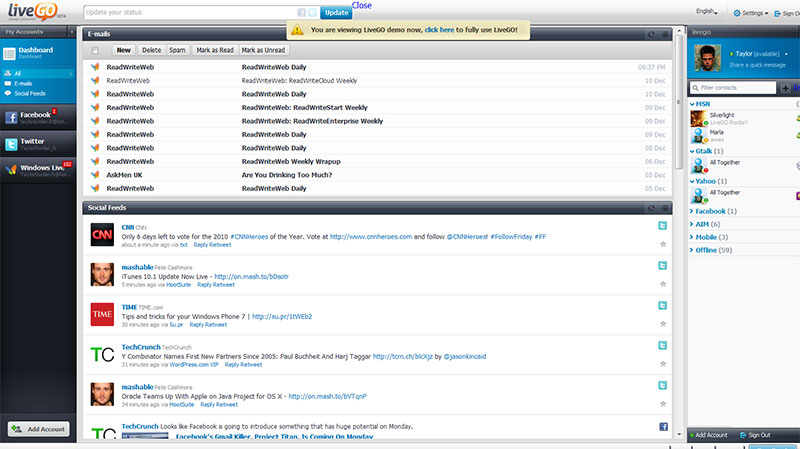 liveGO
BETA
Update your status
Update
Close
English
Settings
Sign O
You are viewing LiveGO demo now, click here to fully use LiveGO!
My Accounts
Dashboard
Dashboard
All
E-mails
Social Feeds
Facebook
Twitter
Windows Live
102
Add Account
E-mails
New
Delete
Spam
Mark as Read
Mark as Unread
ReadWriteWeb ReadWriteWeb Daily 06:37 PM
ReadWriteWeb ReadWriteWeb: ReadWriteCloud Weekly 10 Dec
ReadWriteWeb ReadWriteWeb Daily 10 Dec
ReadWriteWeb ReadWriteWeb: ReadWriteStart Weekly 09 Dec
ReadWriteWeb ReadWriteWeb: ReadWriteEnterprise Weekly 09 Dec
ReadWriteWeb ReadWriteWeb Daily 09 Dec
ReadWriteWeb ReadWriteWeb Daily 08 Dec
ReadWriteWeb ReadWriteWeb Weekly Wrapup 06 Dec
AskMen UK Are You Drinking Too Much? 05 Dec
ReadWriteWeb ReadWriteWeb Daily 05 Dec
Social Feeds
CNN
CNN CNN
Only 6 days left to vote for the 2010 #CNNHeroes of the Year. Vote at http://www.cnnheroes.com and follow @CNNHeroes! #FollowFriday #FF
about a minute ago via txt Reply Retweet
mashable Pete Cashmore
iTunes 10.1 Update Now Live - http://on.mash.to/bDsotr
5 minutes ago via HootSuite Reply Retweet
TIME
TIME TIME.com
Tips and tricks for your Windows Phone 7 | http://su.pr/1tWEb2
30 minutes ago via Su.pr Reply Retweet
TC
TechCrunch TechCrunch
Y Combinator Names First New Partners Since 2005: Paul Buchheit And Harj Taggar http://tcrn.ch/blcXjz by @jasonkincaid
31 minutes ago via WordPress.com VIP Reply Retweet
mashable Pete Cashmore
Oracle Teams Up With Apple on Java Project for OS X - http://on.mash.to/bVTqnP
34 minutes ago via HootSuite Reply Retweet
TC
TechCrunch Looks like Facebook is going to introduce something that has huge potential on Monday.
Facebook's Gmail Killer, Project Titan, Is Coming On Monday
livego
Taylor (available)
Share a quick message
Filter contacts
MSN
Silverlight
LiveGO Rocks!!
Marla
away
Gtalk (1)
All Together
Yahoo (1)
All Together
Facebook (1)
AIM (6)
Mobile (3)
Offline (59)
Add Account
Sign Out